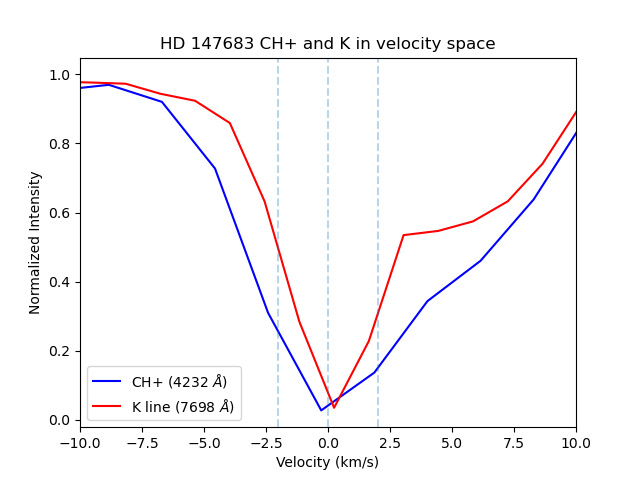 HD 147683 CH+ and K in velocity space
1.0
0.8
0.6
0.4
0.2
0.0
Normalized Intensity
CH+ (4232 Å)
K line (7698 Å)
−10.0 −7.5 −5.0 −2.5 0.0 2.5 5.0 7.5 10.0
Velocity (km/s)